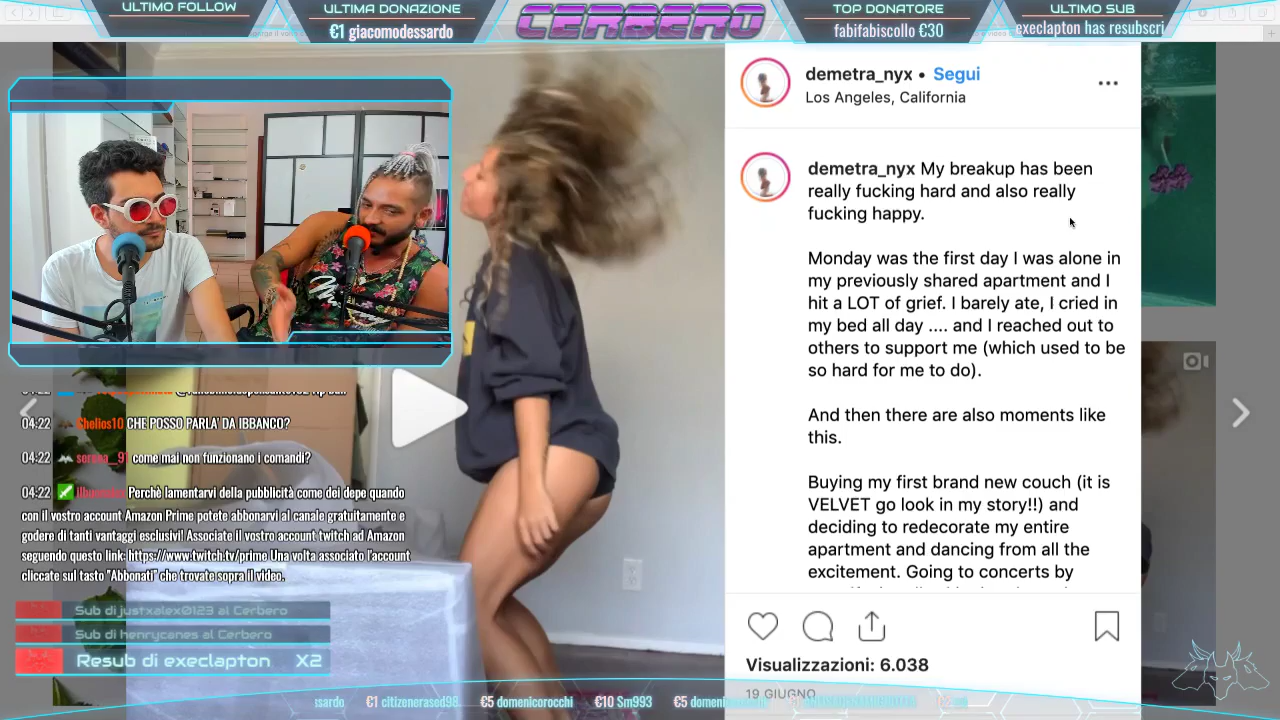 ULTIMO FOLLOW
ULTIMA DONAZIONE
€1 giacomodessardo
CERBERO
TOP DONATORE
fabifabiscollo €30
ULTIMO SUB
execlapton has resubscri
demetra_nyx • Segui
Los Angeles, California
demetra_nyx My breakup has been
really fucking hard and also really
fucking happy.
Monday was the first day I was alone in
my previously shared apartment and I
hit a LOT of grief. I barely ate, I cried in
my bed all day .... and I reached out to
others to support me (which used to be
so hard for me to do).
And then there are also moments like
this.
Buying my first brand new couch (it is
VELVET go look in my story!!) and
deciding to redecorate my entire
apartment and dancing from all the
excitement. Going to concerts by
Visualizzazioni: 6.038
19 GIUGNO
04:22
04:22 Shelios10 CHE POSSO PARLA' DA IBBANCO?
04:22 come mai non funzionano i comandi?
04:22 Perchè lamentarvi della pubblicità come dei depe quando
con il vostro account Amazon Prime potete abbonarvi al canale gratuitamente e
godere di tanti vantaggi esclusivi! Associate il vostro account twitch ad Amazon
seguendo questo link: https://www.twitch.tv/prime Una volta associato l'account
cliccate sul tasto "Abbonati" che trovate sopra il video.
Sub di justxalex0123 al Cerbero
Sub di henrycanes al Cerbero
Resub di execlapton X2
ssardo €1 citizenerased98 €5 domenicorocchi €10 Sm993 €5